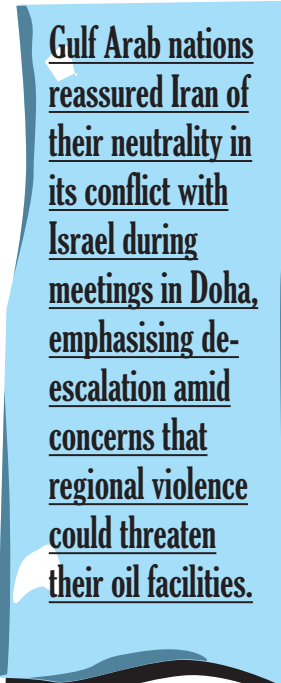 Gulf Arab nations
reassured Iran of
their neutrality in
its conflict with
Israel during
meetings in Doha,
emphasising de-
escalation amid
concerns that
regional violence
could threaten
their oil facilities.